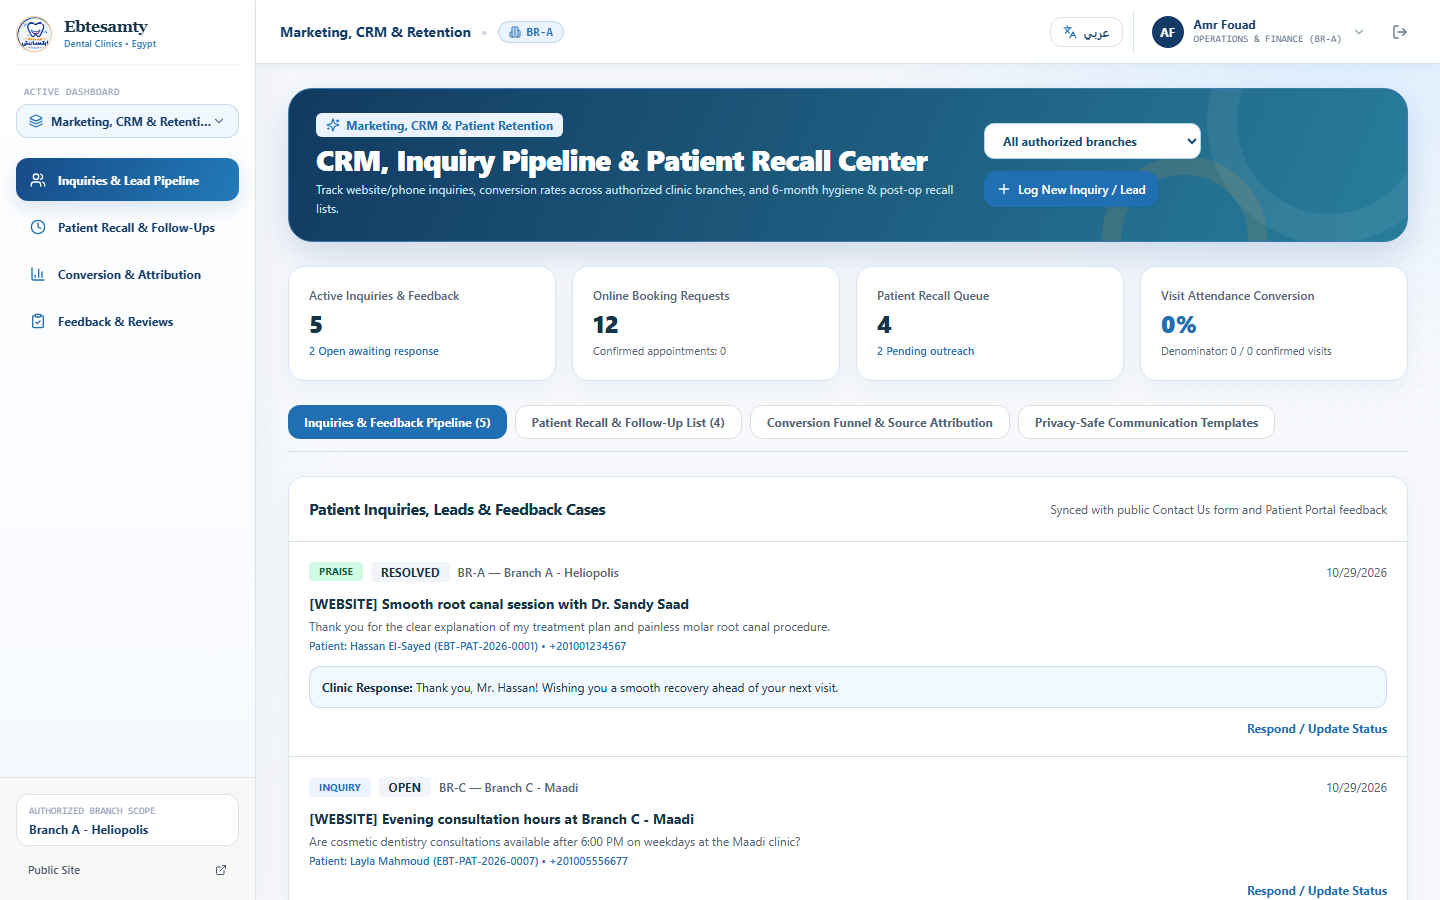 Ebtesamty
Dental Clinics • Egypt
ACTIVE DASHBOARD
Marketing, CRM & Retenti...
Inquiries & Lead Pipeline
Patient Recall & Follow-Ups
Conversion & Attribution
Feedback & Reviews
AUTHORIZED BRANCH SCOPE
Branch A - Heliopolis
Public Site
Marketing, CRM & Retention
BR-A
عربي
AF
Amr Fouad
OPERATIONS & FINANCE (BR-A)
Marketing, CRM & Patient Retention
CRM, Inquiry Pipeline & Patient Recall Center
Track website/phone inquiries, conversion rates across authorized clinic branches, and 6-month hygiene & post-op recall
lists.
All authorized branches
Log New Inquiry / Lead
Active Inquiries & Feedback
5
2 Open awaiting response
Online Booking Requests
12
Confirmed appointments: 0
Patient Recall Queue
4
2 Pending outreach
Visit Attendance Conversion
0%
Denominator: 0 / 0 confirmed visits
Inquiries & Feedback Pipeline (5)
Patient Recall & Follow-Up List (4)
Conversion Funnel & Source Attribution
Privacy-Safe Communication Templates
Patient Inquiries, Leads & Feedback Cases
Synced with public Contact Us form and Patient Portal feedback
PRAISE
RESOLVED
BR-A — Branch A - Heliopolis
10/29/2026
[WEBSITE] Smooth root canal session with Dr. Sandy Saad
Thank you for the clear explanation of my treatment plan and painless molar root canal procedure.
Patient: Hassan El-Sayed (EBT-PAT-2026-0001) • +201001234567
Clinic Response: Thank you, Mr. Hassan! Wishing you a smooth recovery ahead of your next visit.
Respond / Update Status
INQUIRY
OPEN
BR-C — Branch C - Maadi
10/29/2026
[WEBSITE] Evening consultation hours at Branch C - Maadi
Are cosmetic dentistry consultations available after 6:00 PM on weekdays at the Maadi clinic?
Patient: Layla Mahmoud (EBT-PAT-2026-0007) • +201005556677
Respond / Update Status